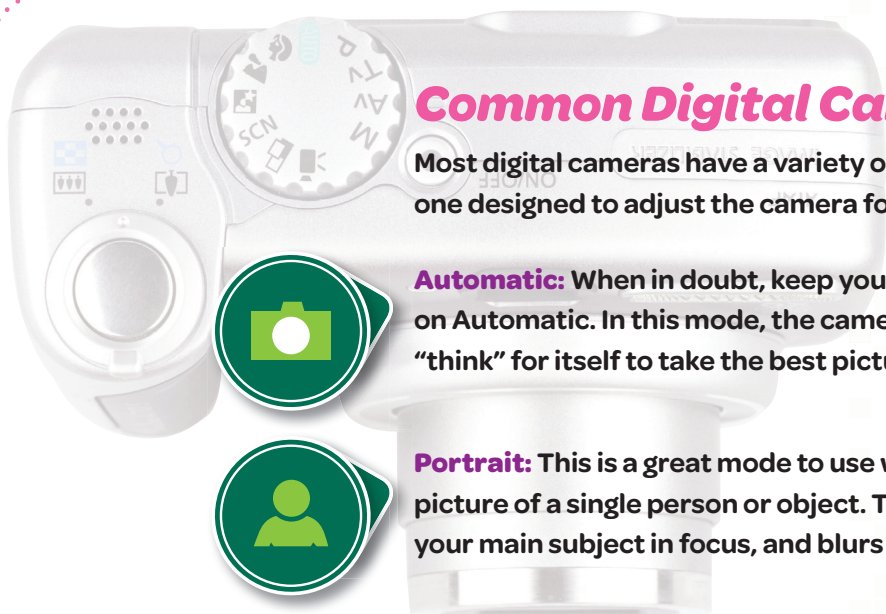 Common Digital Ca
Most digital cameras have a variety o
one designed to adjust the camera fo
Automatic: When in doubt, keep you
on Automatic. In this mode, the came
“think” for itself to take the best pictu
Portrait: This is a great mode to use w
picture of a single person or object. T
your main subject in focus, and blurs
P
Tv
Av
M
SCN
ON/OFF
IMAGE STABILIZER